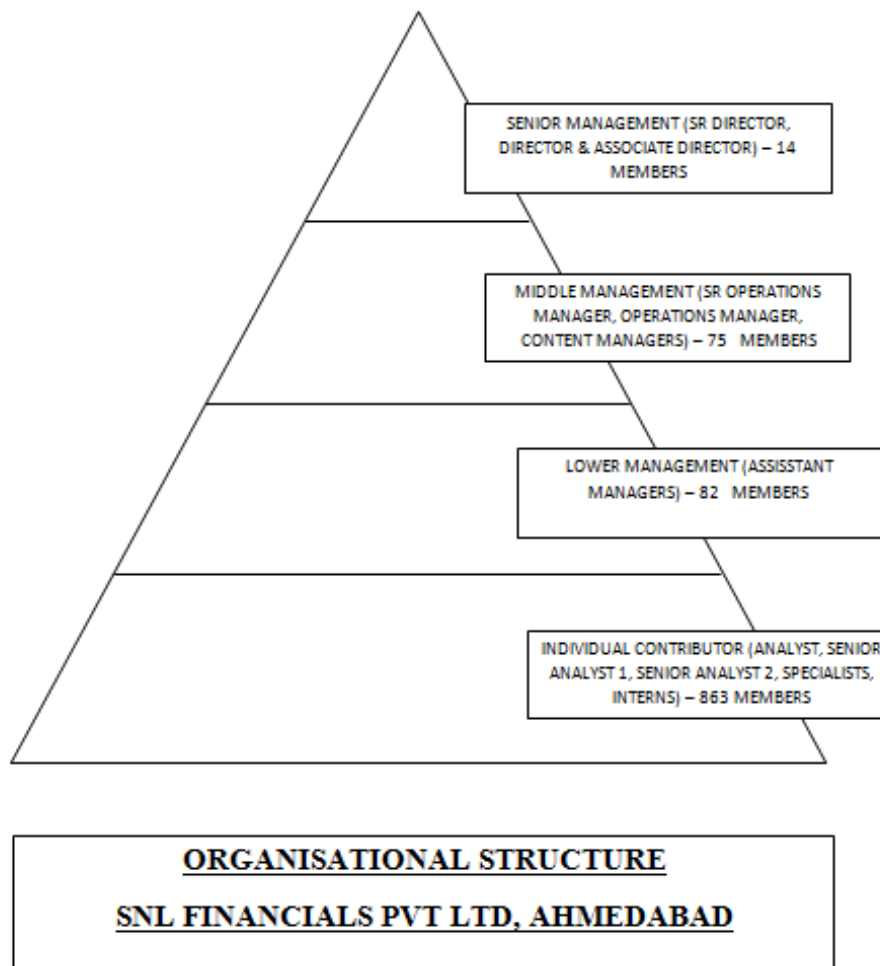 SENIOR MANAGEMENT (SR DIRECTOR,
DIRECTOR & ASSOCIATE DIRECTOR) – 14
MEMBERS
MIDDLE MANAGEMENT (SR OPERATIONS
MANAGER, OPERATIONS MANAGER,
CONTENT MANAGERS) – 75 MEMBERS
LOWER MANAGEMENT (ASSISSTANT
MANAGERS) – 82 MEMBERS
INDIVIDUAL CONTRIBUTOR (ANALYST, SENIOR
ANALYST 1, SENIOR ANALYST 2, SPECIALISTS,
INTERNS) – 863 MEMBERS
ORGANISATIONAL STRUCTURE
SNL FINANCIALS PVT LTD, AHMEDABAD